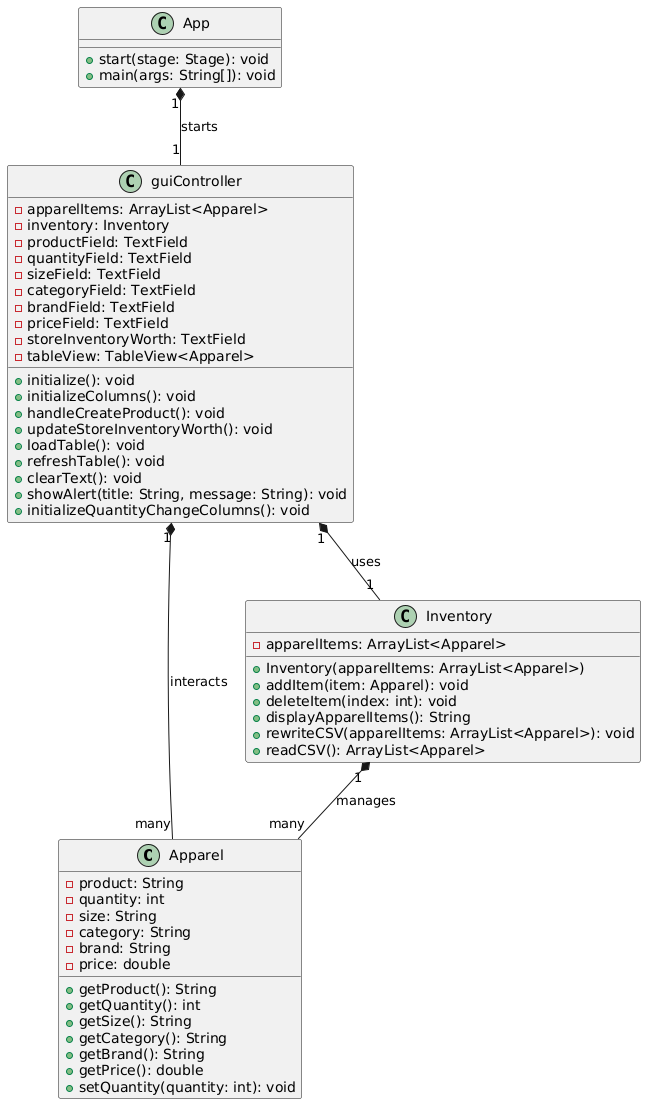 C App
start(stage: Stage): void
main(args: String[]): void
1
starts
1
C guiController
apparelItems: ArrayList<Apparel>
inventory: Inventory
productField: TextField
quantityField: TextField
sizeField: TextField
categoryField: TextField
brandField: TextField
priceField: TextField
storeInventoryWorth: TextField
tableView: TableView<Apparel>
initialize(): void
initializeColumns(): void
handleCreateProduct(): void
updateStoreInventoryWorth(): void
loadTable(): void
refreshTable(): void
clearText(): void
showAlert(title: String, message: String): void
initializeQuantityChangeColumns(): void
1
1
uses
1
C Inventory
apparelItems: ArrayList<Apparel>
Inventory(apparelItems: ArrayList<Apparel>)
addItem(item: Apparel): void
deleteItem(index: int): void
displayApparelItems(): String
rewriteCSV(apparelItems: ArrayList<Apparel>): void
readCSV(): ArrayList<Apparel>
interacts
1
manages
many
many
C Apparel
product: String
quantity: int
size: String
category: String
brand: String
price: double
getProduct(): String
getQuantity(): int
getSize(): String
getCategory(): String
getBrand(): String
getPrice(): double
setQuantity(quantity: int): void